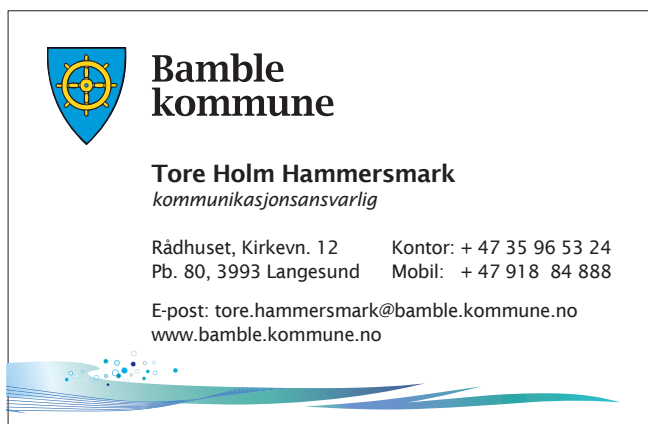 Bamble
kommune
Tore Holm Hammersmark
kommunikasjonsansvarlig
Rådhuset, Kirkevn. 12 Kontor: + 47 35 96 53 24
Pb. 80, 3993 Langesund Mobil: + 47 918 84 888
E-post: tore.hammersmark@bamble.kommune.no
www.bamble.kommune.no